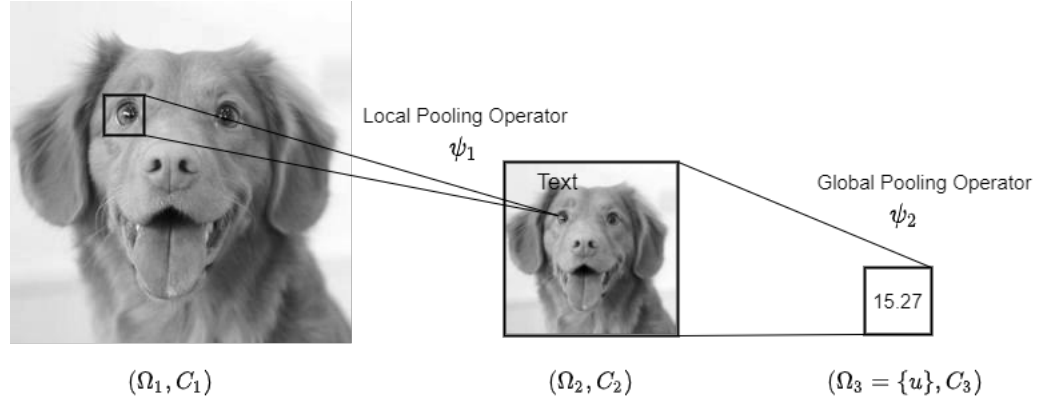 Local Pooling Operator
ψ₁
Text
Global Pooling Operator
ψ₂
15.27
(Ω₁, C₁)
(Ω₂, C₂)
(Ω₃ = {u}, C₃)